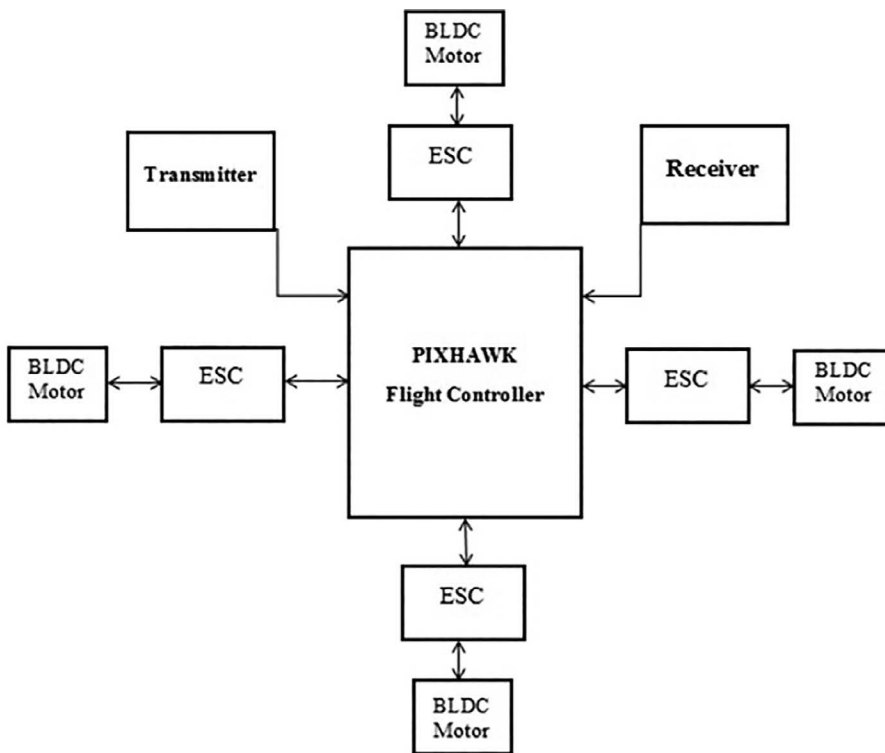 BLDC
Motor
ESC
Transmitter
Receiver
PIXHAWK
Flight Controller
BLDC
Motor
ESC
ESC
BLDC
Motor
ESC
BLDC
Motor